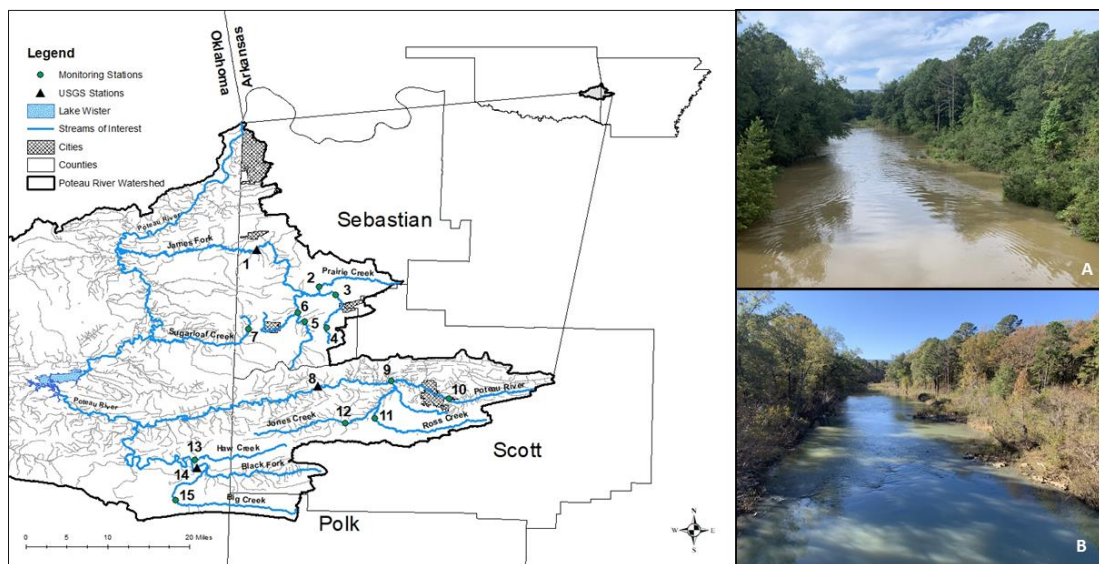 Legend
Monitoring Stations
USGS Stations
Lake Wister
Streams of Interest
Cities
Counties
Poteau River Watershed
Oklahoma
Arkansas
Sebastian
Poteau River
James Fork
1
2
Prairie Creek
3
6
5
4
Sugarloaf Creek
7
8
9
10
Poteau River
Poteau River
Jones Creek
12
11
Ross Creek
Scott
13
Haw Creek
14
Black Fork
15
Big Creek
Polk
0 5 10 20 Miles
N
W E
S
A
B